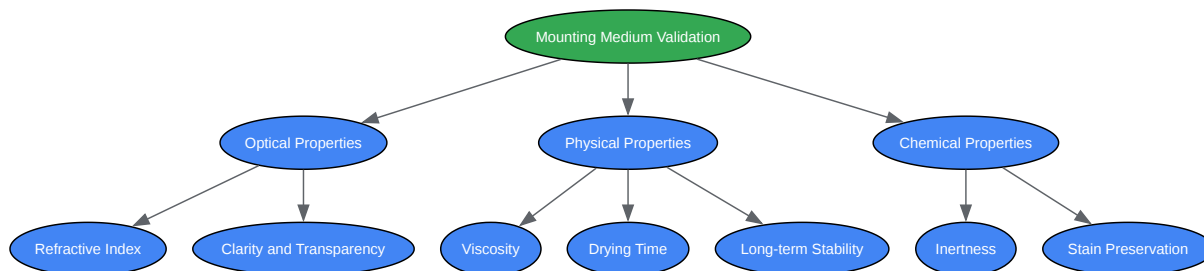 Mounting Medium Validation
Optical Properties
Physical Properties
Chemical Properties
Refractive Index
Clarity and Transparency
Viscosity
Drying Time
Long-term Stability
Inertness
Stain Preservation